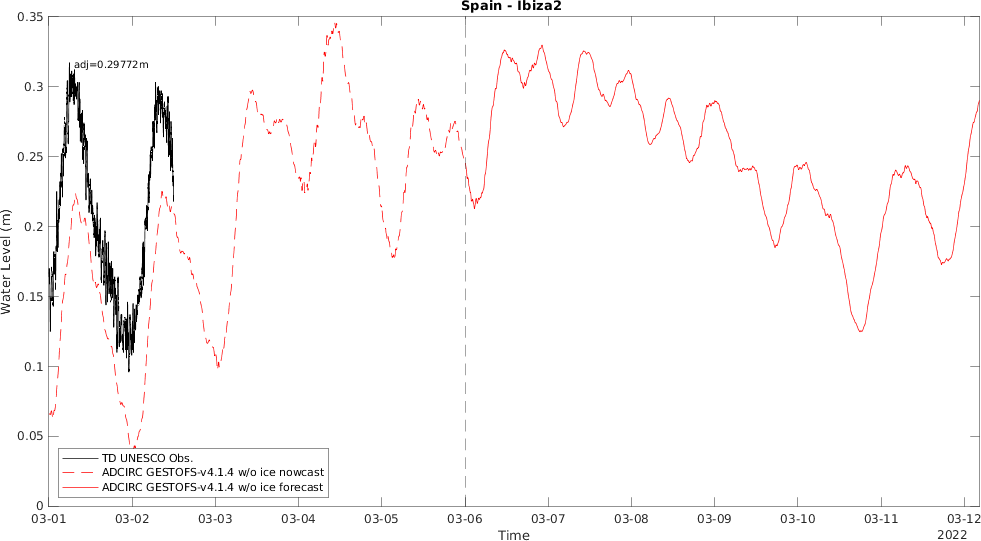 Spain - Ibiza2
adj=0.29772m
Water Level (m)
0.35
0.3
0.25
0.2
0.15
0.1
0.05
0
TD UNESCO Obs.
ADCIRC GESTOFS-v4.1.4 w/o ice nowcast
ADCIRC GESTOFS-v4.1.4 w/o ice forecast
03-01 03-02 03-03 03-04 03-05 03-06 03-07 03-08 03-09 03-10 03-11 03-12
Time
2022